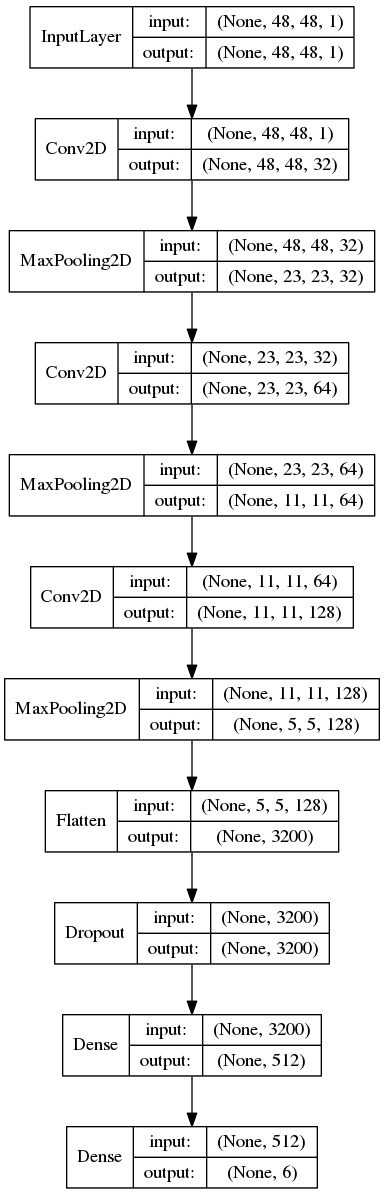 InputLayer
input: (None, 48, 48, 1)
output: (None, 48, 48, 1)
Conv2D
input: (None, 48, 48, 1)
output: (None, 48, 48, 32)
MaxPooling2D
input: (None, 48, 48, 32)
output: (None, 23, 23, 32)
Conv2D
input: (None, 23, 23, 32)
output: (None, 23, 23, 64)
MaxPooling2D
input: (None, 23, 23, 64)
output: (None, 11, 11, 64)
Conv2D
input: (None, 11, 11, 64)
output: (None, 11, 11, 128)
MaxPooling2D
input: (None, 11, 11, 128)
output: (None, 5, 5, 128)
Flatten
input: (None, 5, 5, 128)
output: (None, 3200)
Dropout
input: (None, 3200)
output: (None, 3200)
Dense
input: (None, 3200)
output: (None, 512)
Dense
input: (None, 512)
output: (None, 6)